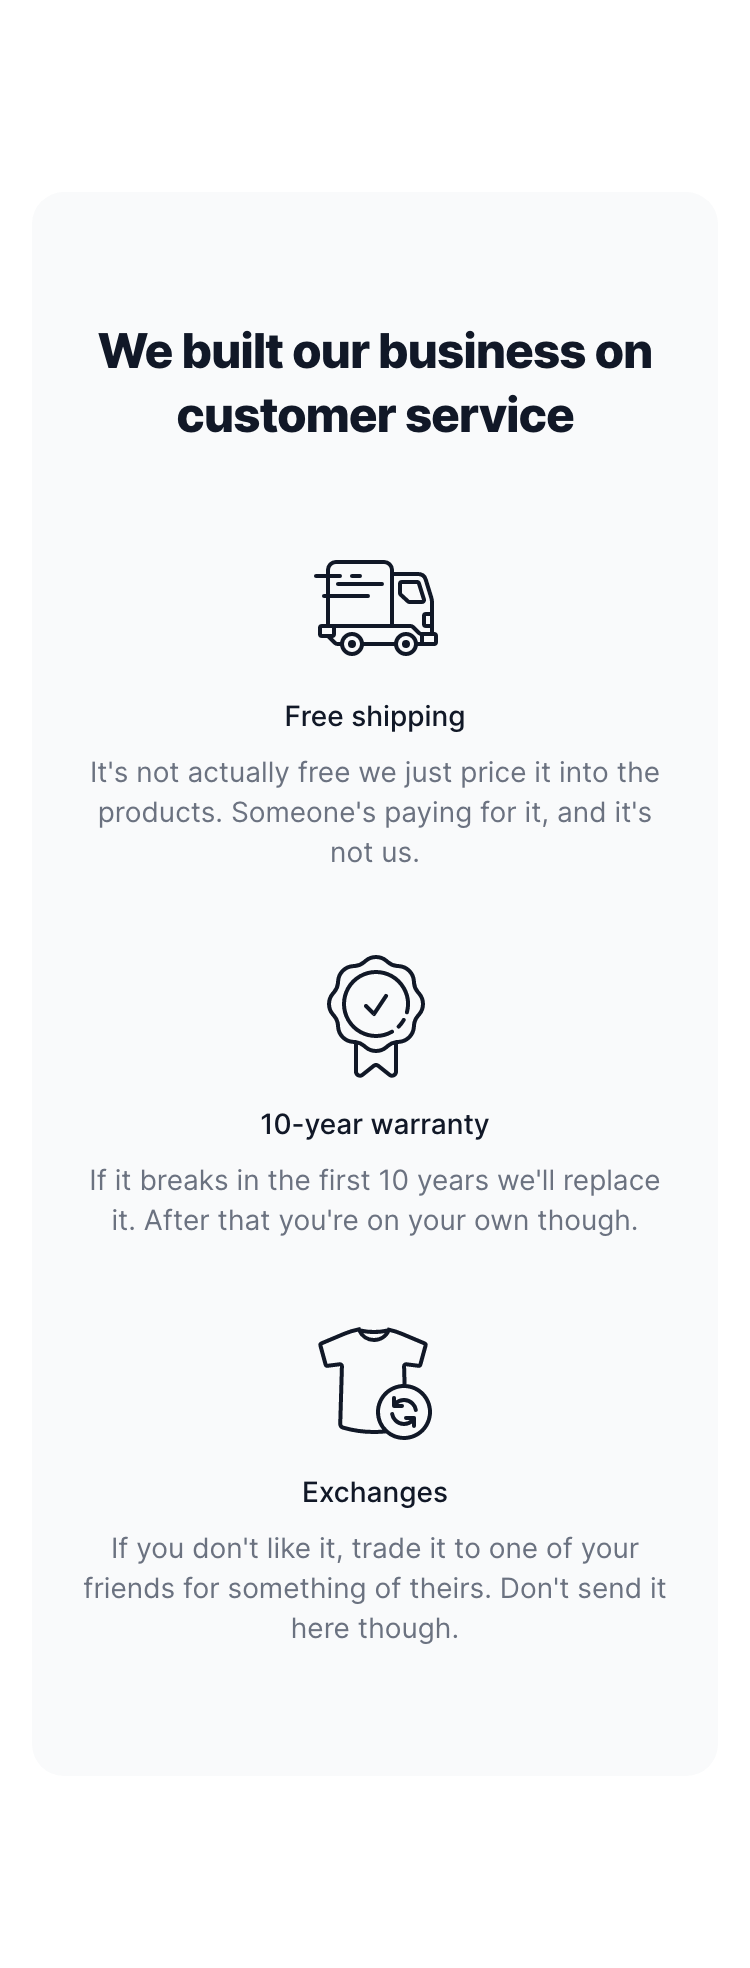 We built our business on
customer service
Free shipping
It's not actually free we just price it into the
products. Someone's paying for it, and it's
not us.
10-year warranty
If it breaks in the first 10 years we'll replace
it. After that you're on your own though.
Exchanges
If you don't like it, trade it to one of your
friends for something of theirs. Don't send it
here though.